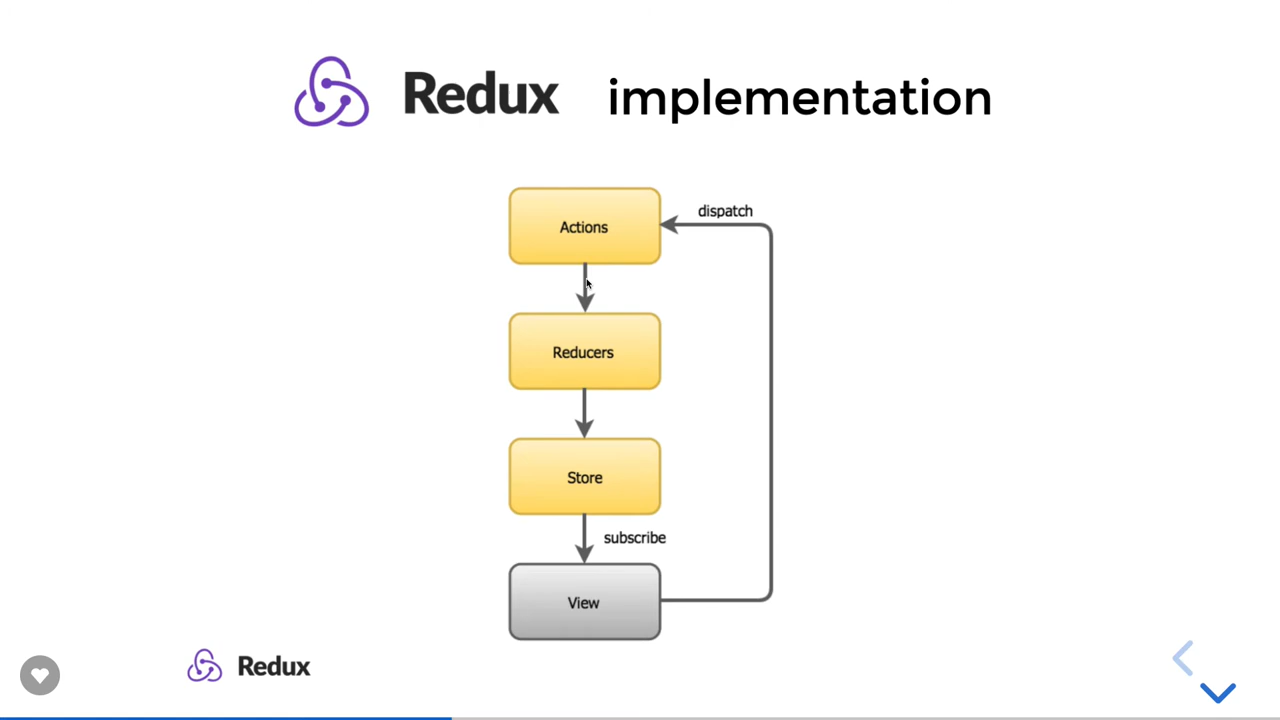 Redux implementation
Actions
dispatch
Reducers
Store
subscribe
View
Redux